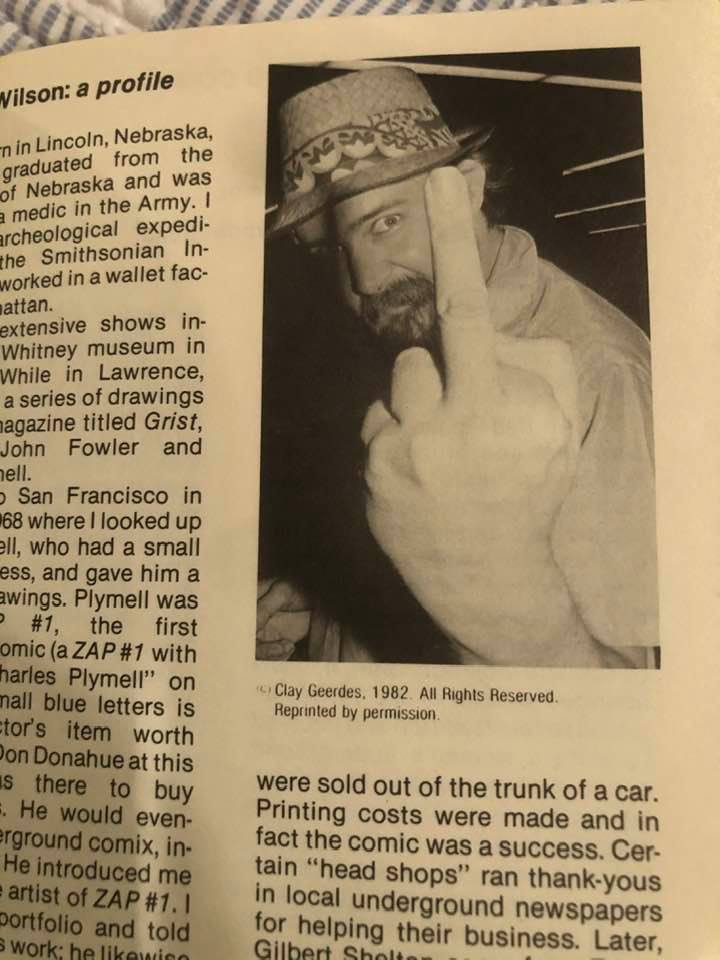 Wilson: a profile
in Lincoln, Nebraska,
graduated from the
of Nebraska and was
a medic in the Army. I
archeological expedi-
the Smithsonian In-
worked in a wallet fac-
extensive shows in-
Whitney museum in
While in Lawrence,
a series of drawings
magazine titled Grist,
John Fowler and
San Francisco in
68 where I looked up
ell, who had a small
ess, and gave him a
awings. Plymell was
#1, the first
omic (a ZAP #1 with
harles Plymell" on
mall blue letters is
ctor's item worth
Don Donahue at this
there to buy
. He would even-
erground comix, in-
He introduced me
artist of ZAP #1. I
portfolio and told
work; he likewise
© Clay Geerdes, 1982. All Rights Reserved.
Reprinted by permission.
were sold out of the trunk of a car.
Printing costs were made and in
fact the comic was a success. Cer-
tain "head shops" ran thank-yous
in local underground newspapers
for helping their business. Later,
Gilbert Shelton